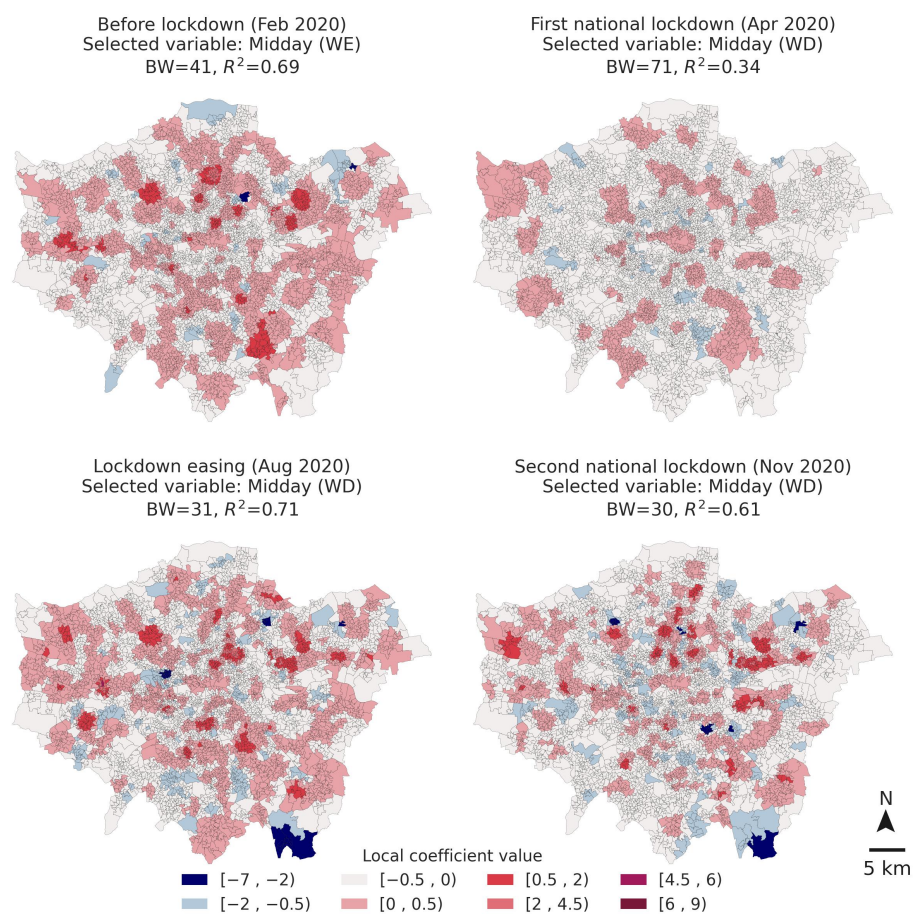 Before lockdown (Feb 2020)
Selected variable: Midday (WE)
BW=41, R²=0.69
First national lockdown (Apr 2020)
Selected variable: Midday (WD)
BW=71, R²=0.34
Lockdown easing (Aug 2020)
Selected variable: Midday (WD)
BW=31, R²=0.71
Second national lockdown (Nov 2020)
Selected variable: Midday (WD)
BW=30, R²=0.61
N
5 km
Local coefficient value
[−7 , −2)
[−0.5 , 0)
[0.5 , 2)
[4.5 , 6)
[−2 , −0.5)
[0 , 0.5)
[2 , 4.5)
[6 , 9)